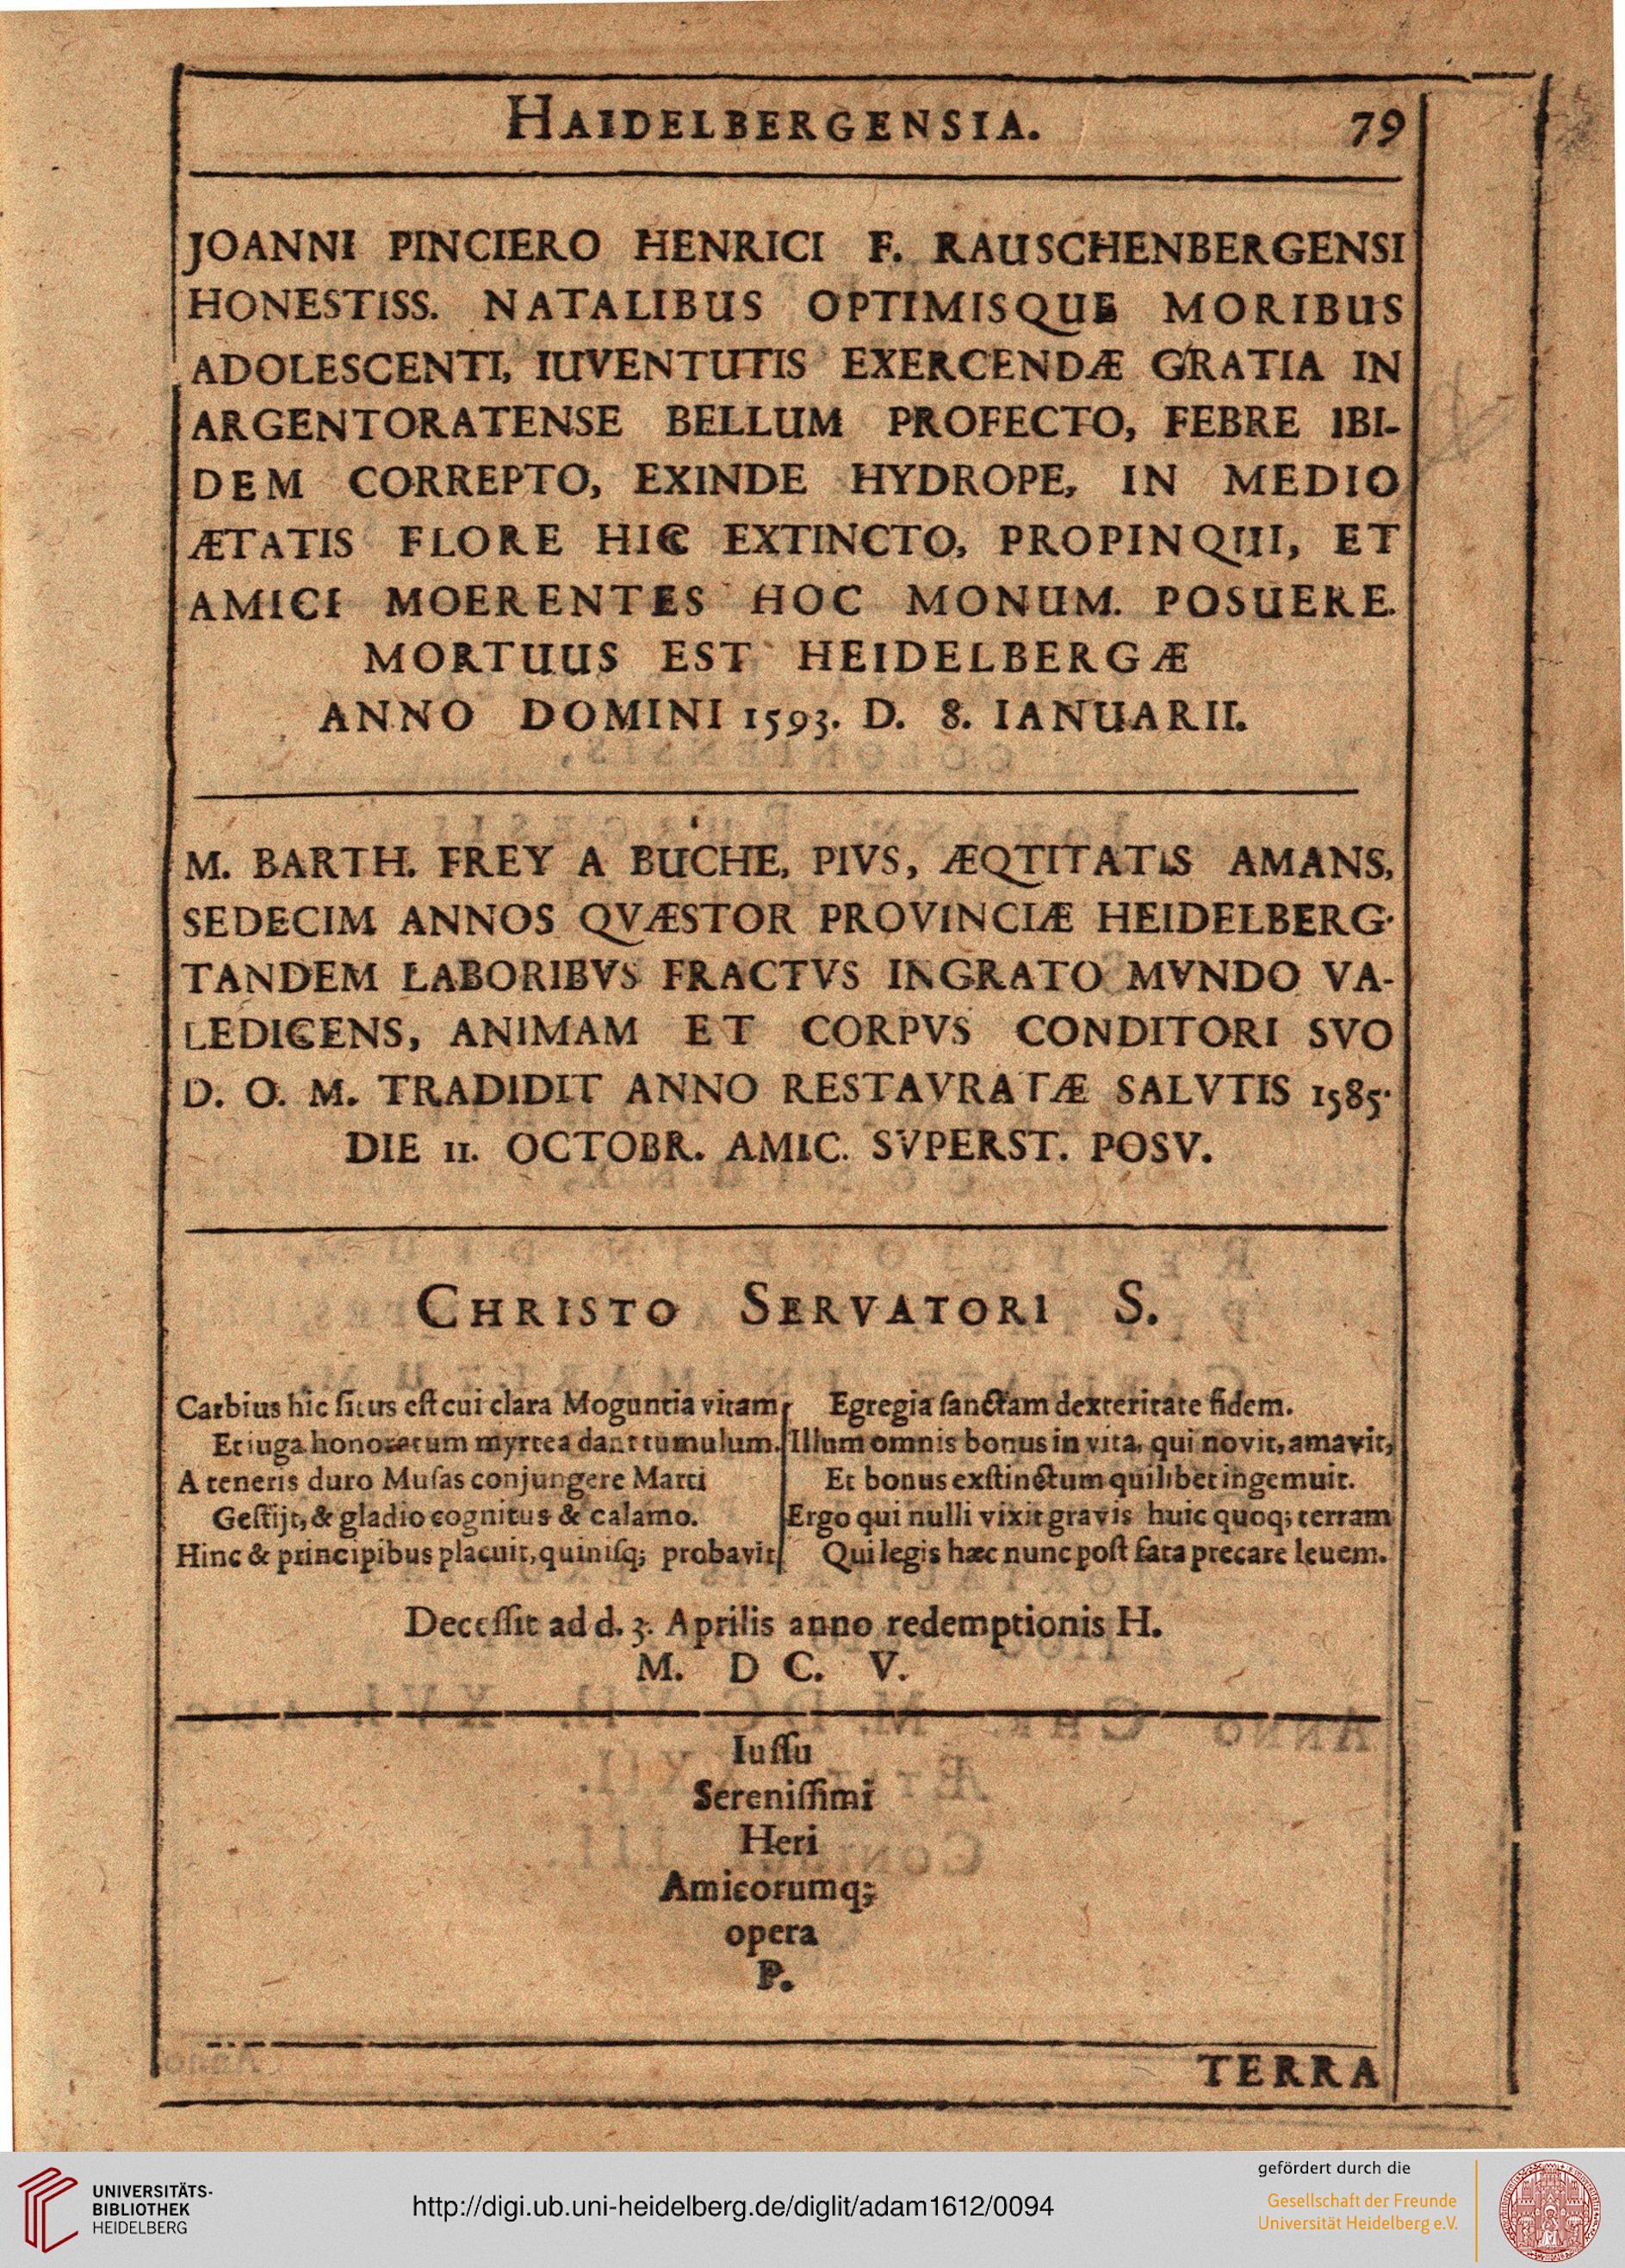 HAIDELBERGENSIA. 79
JOANNI PINCIERO HENRICI F. RAUSCHENBERGENSI
HONESTISS. NATALIBUS OPTIMISQUE MORIBUS
ADOLESCENTI, IUVENTUTIS EXERCENDÆ GRATIA IN
ARGENTORATENSE BELLUM PROFECTO, FEBRE IBI-
DEM CORREPTO, EXINDE HYDROPE, IN MEDIO
ÆTATIS FLORE HIC EXTINCTO, PROPINQUI, ET
AMICI MOERENTES HOC MONUM. POSUERE.
MORTUUS EST HEIDELBERGÆ
ANNO DOMINI 1593. D. 8. IANUARII.
M. BARTH. FREY A BUCHE, PIVS, ÆQTITATIS AMANS,
SEDECIM ANNOS QVÆSTOR PROVINCIÆ HEIDELBERG.
TANDEM LABORIBVS FRACTVS INGRATO MVNDO VA-
LEDICENS, ANIMAM ET CORPVS CONDITORI SVO
D. O. M. TRADIDIT ANNO RESTAVRATÆ SALVTIS 1585.
DIE 11. OCTOBR. AMIC. SVPERST. POSV.
CHRISTO SERVATORI S.
Carbius hic ſitus eſt cui clara Moguntia vitam,
Et iuga honoratum myrtea dant tumulum.
A teneris duro Muſas conjungere Marti
Geſtijt, & gladio cognitus & calamo.
Hinc & principibus placuit, quiniſq; probavit
Egregia ſanctam dexteritate fidem.
Illum omnis bonus in vita, qui novit, amavit,
Et bonus exſtinctum quilibet ingemuit.
Ergo qui nulli vixit gravis huic quoq; terram
Qui legis hæc nunc poſt fata precare leuem.
Deceſſit ad d. 3. Aprilis anno redemptionis H.
M. D C. V.
Iuſſu
Sereniſſimi
Heri
Amicorumq;
opera
P.
TERRA
UNIVERSITÄTS-
BIBLIOTHEK
HEIDELBERG
http://digi.ub.uni-heidelberg.de/diglit/adam1612/0094
gefördert durch die
Gesellschaft der Freunde
Universität Heidelberg e.V.